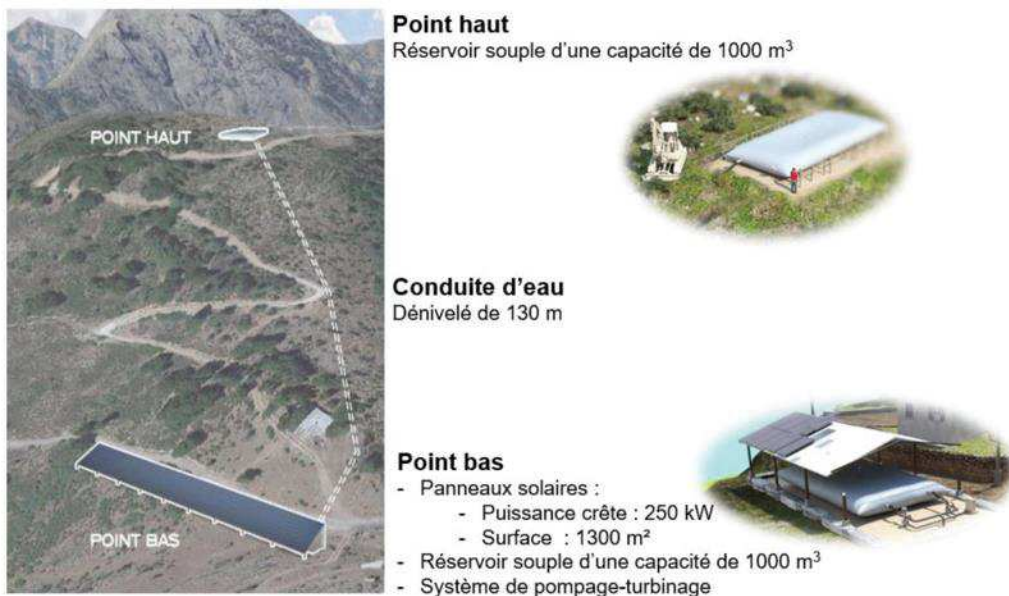 Point haut
Réservoir souple d'une capacité de 1000 m³
POINT HAUT
Conduite d'eau
Dénivelé de 130 m
Point bas
- Panneaux solaires :
- Puissance crête : 250 kW
- Surface : 1300 m²
POINT BAS
- Réservoir souple d'une capacité de 1000 m³
- Système de pompage-turbinage